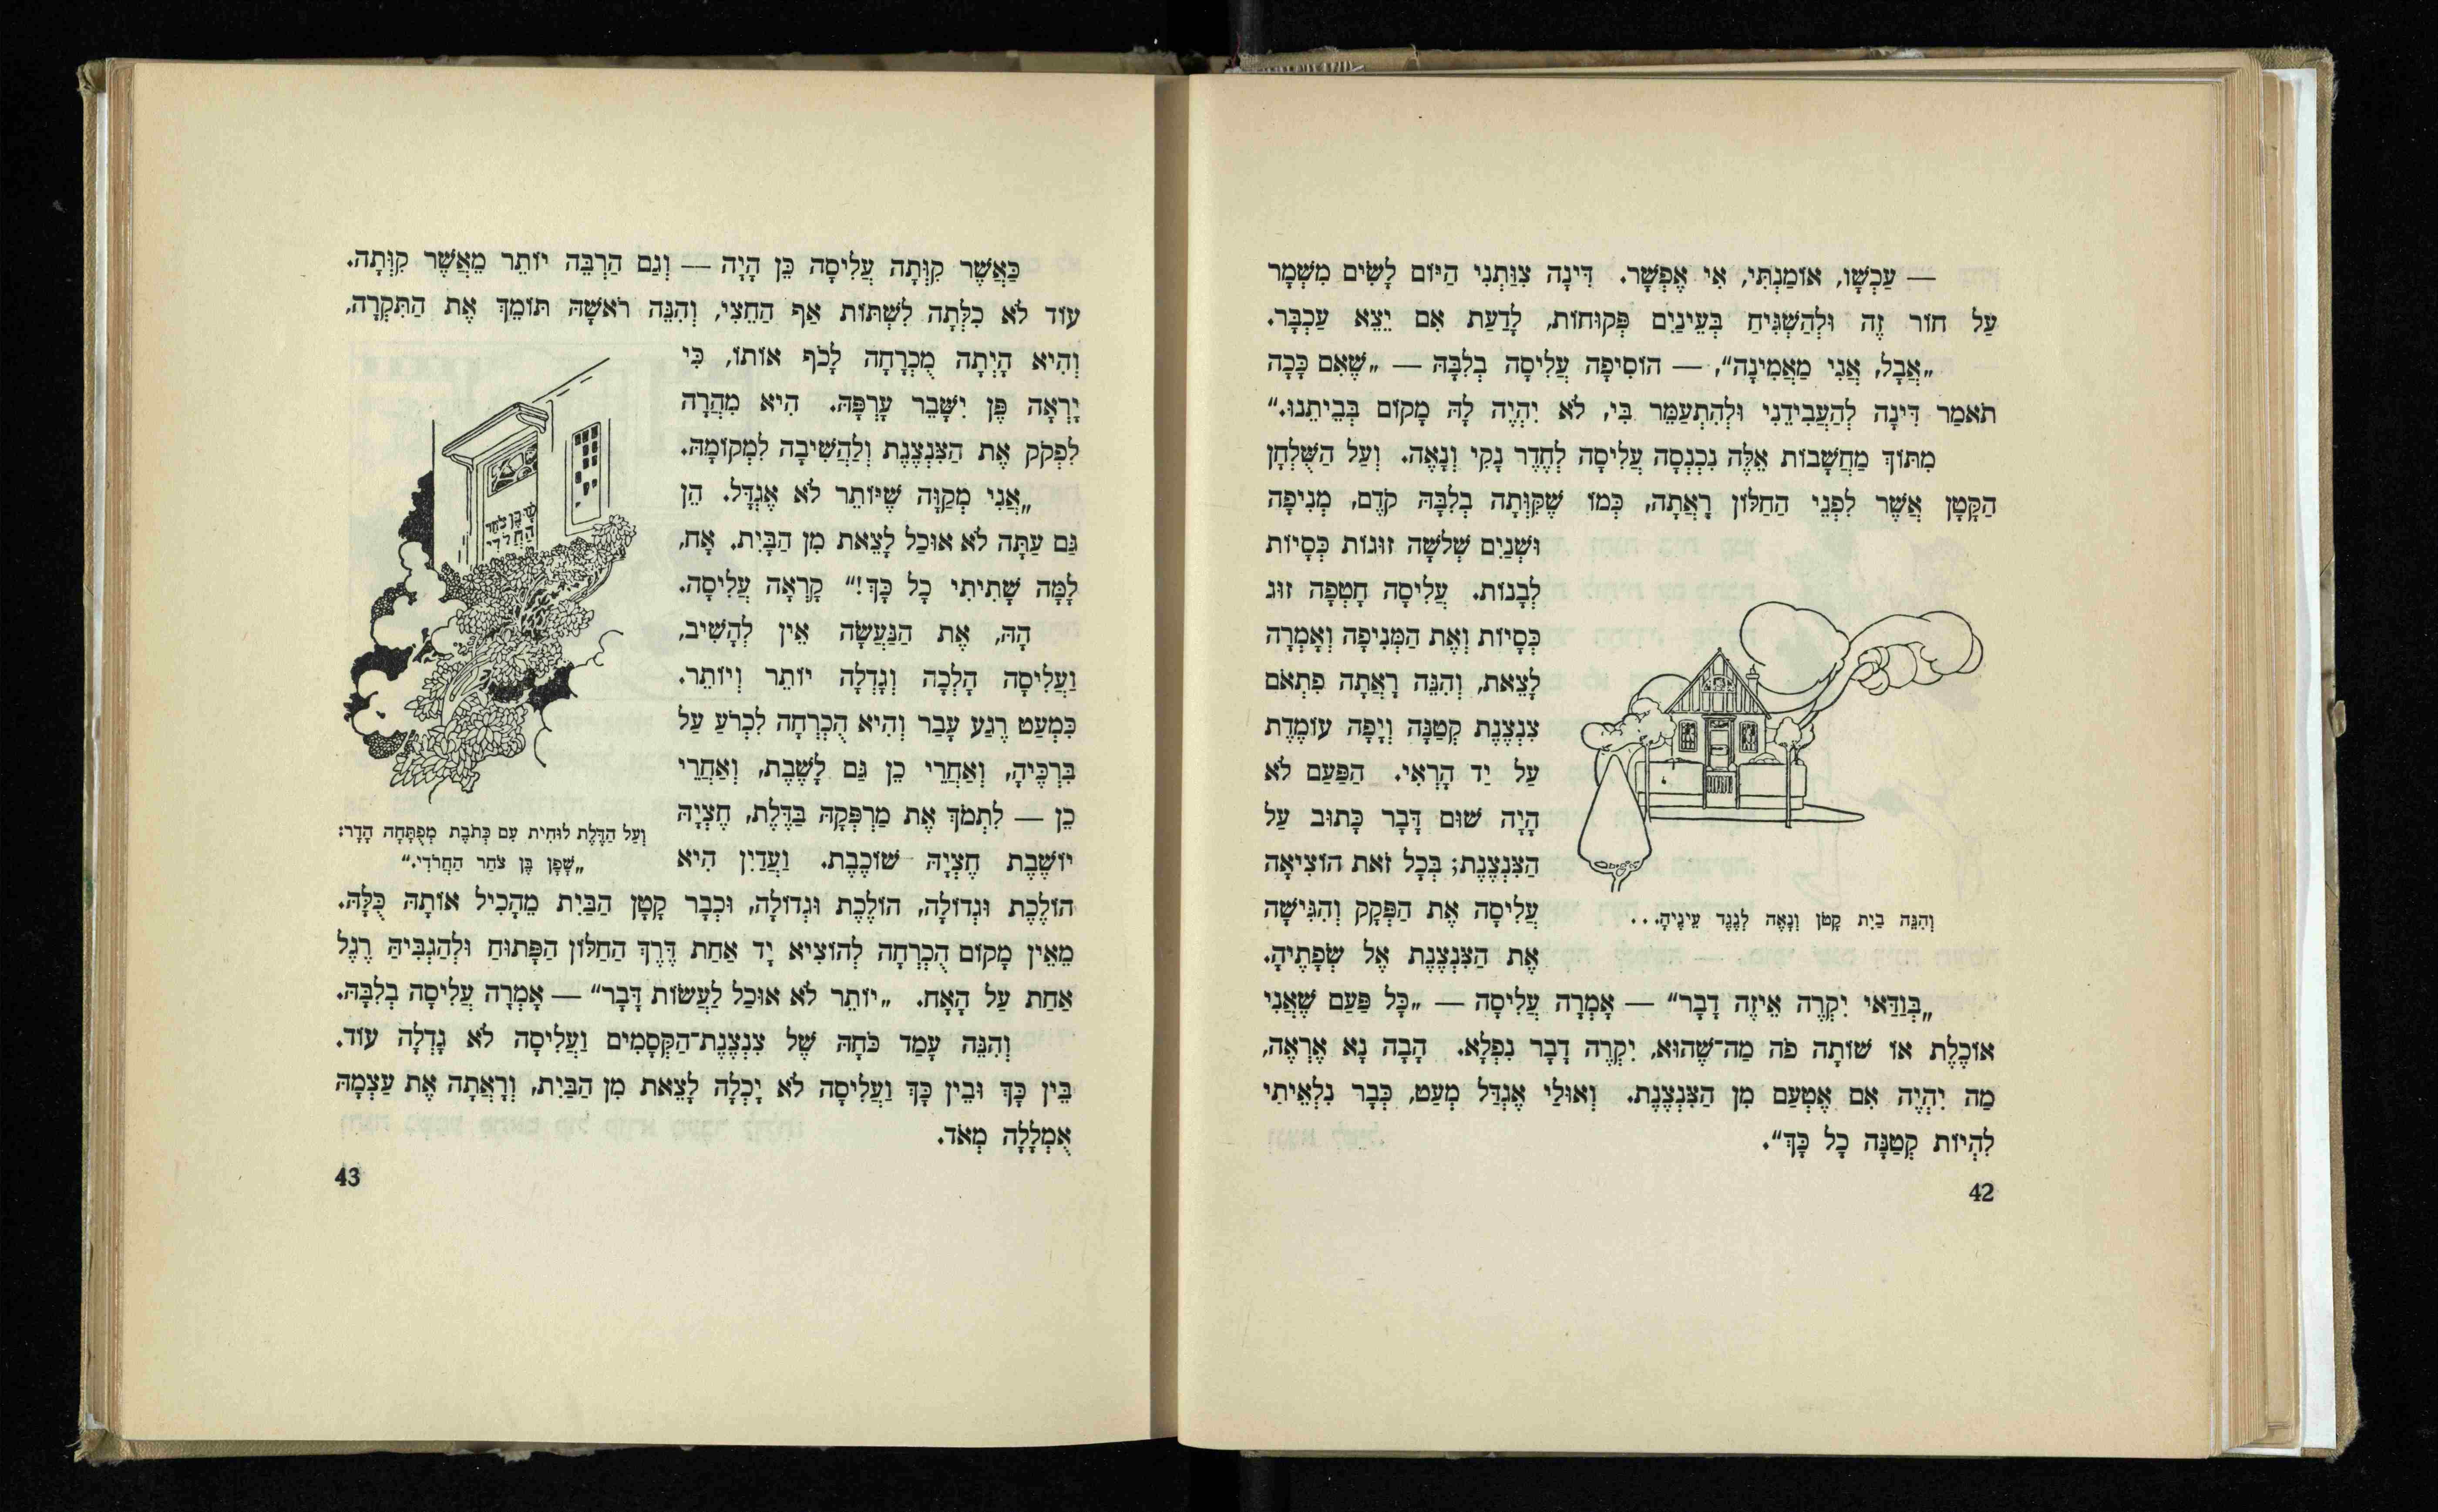 — עַכְשָׁו, אוֹמַנְתִּי, אִי אֶפְשָׁר. דִּינָה צִוַּתְנִי הַיּוֹם לָשִׂים מִשְׁמָר
עַל חוֹר זֶה וּלְהַשְׁגִּיחַ בְּעֵינַיִם פְּקוּחוֹת, לָדַעַת אִם יֵצֵא עַכְבָּר.
„אֲבָל, אֲנִי מַאֲמִינָה”, — הוֹסִיפָה עֲלִיסָה בְלִבָּהּ — „שֶׁאִם כָּכָה
תֹאמַר דִּינָה לְהַעֲבִידֵנִי וּלְהִתְעַמֵּר בִּי, לֹא יִהְיֶה לָהּ מָקוֹם בְּבֵיתֵנוּ.”
מִתּוֹךְ מַחֲשָׁבוֹת אֵלֶּה נִכְנְסָה עֲלִיסָה לְחֶדֶר נָקִי וְנָאֶה. וְעַל הַשֻּׁלְחָן
הַקָּטָן אֲשֶׁר לִפְנֵי הַחַלּוֹן רָאֲתָה, כְּמוֹ שֶׁקִּוְּתָה בְלִבָּהּ קֹדֶם, מְנִיפָה
וּשְׁנַיִם שְׁלֹשָׁה זוּגוֹת כְּסָיוֹת
לְבָנוֹת. עֲלִיסָה חָטְפָה זוּג
כְּסָיוֹת וְאֶת הַמְּנִיפָה וְאָמְרָה
לָצֵאת, וְהִנֵּה רָאֲתָה פִּתְאֹם
צִנְצֶנֶת קְטַנָּה וְיָפָה עוֹמֶדֶת
עַל יַד הָרְאִי. הַפַּעַם לֹא
הָיָה שׁוּם דָּבָר כָּתוּב עַל
הַצִּנְצֶנֶת; בְּכָל זֹאת הוֹצִיאָה
עֲלִיסָה אֶת הַפְּקָק וְהִגִּישָׁה
אֶת הַצִּנְצֶנֶת אֶל שְׂפָתֶיהָ.
וְהִנֵּה בַיִת קָטֹן וְנָאֶה לְנֶגֶד עֵינֶיהָ...
„בְּוַדַּאי יִקְרֶה אֵיזֶה דָבָר” — אָמְרָה עֲלִיסָה — „כָּל פַּעַם שֶׁאֲנִי
אוֹכֶלֶת אוֹ שׁוֹתָה פֹּה מַה־שֶּׁהוּא, יִקְרֶה דָבָר נִפְלָא. הָבָה נָא אֶרְאֶה,
מַה יִּהְיֶה אִם אֶטְעַם מִן הַצִּנְצֶנֶת. וְאוּלַי אֶגְדַּל מְעַט, כְּבָר נִלְאֵיתִי
לִהְיוֹת קְטַנָּה כָל כָּךְ”.
42
כַּאֲשֶׁר קִוְּתָה עֲלִיסָה כֵּן הָיָה — וְגַם הַרְבֵּה יוֹתֵר מֵאֲשֶׁר קִוְּתָה.
עוֹד לֹא כִלְּתָה לִשְׁתּוֹת אַף הַחֵצִי, וְהִנֵּה רֹאשָׁהּ תּוֹמֵךְ אֶת הַתִּקְרָה,
וְהִיא הָיְתָה מֻכְרָחָה לָכֹף אוֹתוֹ, כִּי
יָרְאָה פֶּן יִשָּׁבֵר עָרְפָּהּ. הִיא מִהֲרָה
לִפְקֹק אֶת הַצִּנְצֶנֶת וְלַהֲשִׁיבָה לִמְקוֹמָהּ.
„אֲנִי מְקַוָּה שֶׁיּוֹתֵר לֹא אֶגְדַּל. הֵן
גַּם עַתָּה לֹא אוּכַל לָצֵאת מִן הַבַּיִת. אָח,
לָמָּה שָׁתִיתִי כָל כָּךְ!” קָרְאָה עֲלִיסָה.
הָהּ, אֶת הַנַּעֲשָׂה אֵין לְהָשִׁיב,
וַעֲלִיסָה הָלְכָה וְגָדְלָה יוֹתֵר וְיוֹתֵר.
כִּמְעַט רֶגַע עָבַר וְהִיא הֻכְרְחָה לִכְרֹעַ עַל
בִּרְכֶּיהָ, וְאַחֲרֵי כֵן גַּם לָשֶׁבֶת, וְאַחֲרֵי
כֵן — לִתְמֹךְ אֶת מַרְפְּקָהּ בַּדֶּלֶת, חֶצְיָהּ
יוֹשֶׁבֶת חֶצְיָהּ שׁוֹכֶבֶת. וַעֲדַיִן הִיא
שָׁפָן בֶּן צֹחַר
הַחֲרֹדִי
וְעַל הַדֶּלֶת לוּחִית עִם כְּתֹבֶת מְפֻתָּחָה הָדָר:
„שָׁפָן בֶּן צֹחַר הַחֲרֹדִי.”
הוֹלֶכֶת וּגְדוֹלָה, הוֹלֶכֶת וּגְדוֹלָה, וּכְבָר קָטָן הַבַּיִת מֵהָכִיל אוֹתָהּ כֻּלָּהּ.
מֵאֵין מָקוֹם הֻכְרְחָה לְהוֹצִיא יָד אַחַת דֶּרֶךְ הַחַלּוֹן הַפָּתוּחַ וּלְהַגְבִּיהַּ רֶגֶל
אַחַת עַל הָאָח. „יוֹתֵר לֹא אוּכַל לַעֲשׂוֹת דָּבָר” — אָמְרָה עֲלִיסָה בְלִבָּהּ.
וְהִנֵּה עָמַד כֹּחָהּ שֶׁל צִנְצֶנֶת־הַקְּסָמִים וַעֲלִיסָה לֹא גָדְלָה עוֹד.
בֵּין כָּךְ וּבֵין כָּךְ וַעֲלִיסָה לֹא יָכְלָה לָצֵאת מִן הַבַּיִת, וְרָאֲתָה אֶת עַצְמָהּ
אֻמְלָלָה מְאֹד.
43